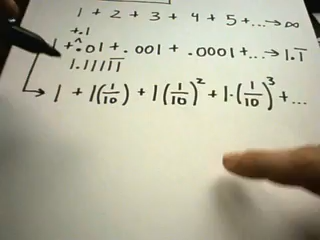 1 + 2 + 3 + 4 + 5 + ... → ∞
+.1
1 + .01 + .001 + .0001 + ... → 1.1̅
1.11111̅
1 + 1(1/10) + 1(1/10)² + 1·(1/10)³ + ...